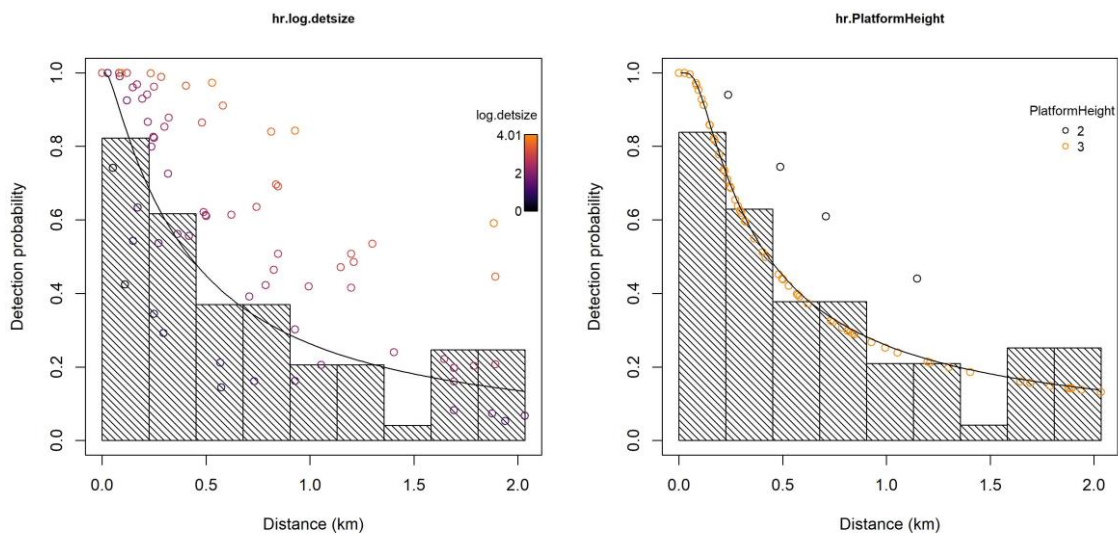 hr.log.detsize
Detection probability
1.0
0.8
0.6
0.4
0.2
0.0
log.detsize
4.01
2
0
0.0 0.5 1.0 1.5 2.0
Distance (km)
hr.PlatformHeight
Detection probability
1.0
0.8
0.6
0.4
0.2
0.0
PlatformHeight
2
3
0.0 0.5 1.0 1.5 2.0
Distance (km)